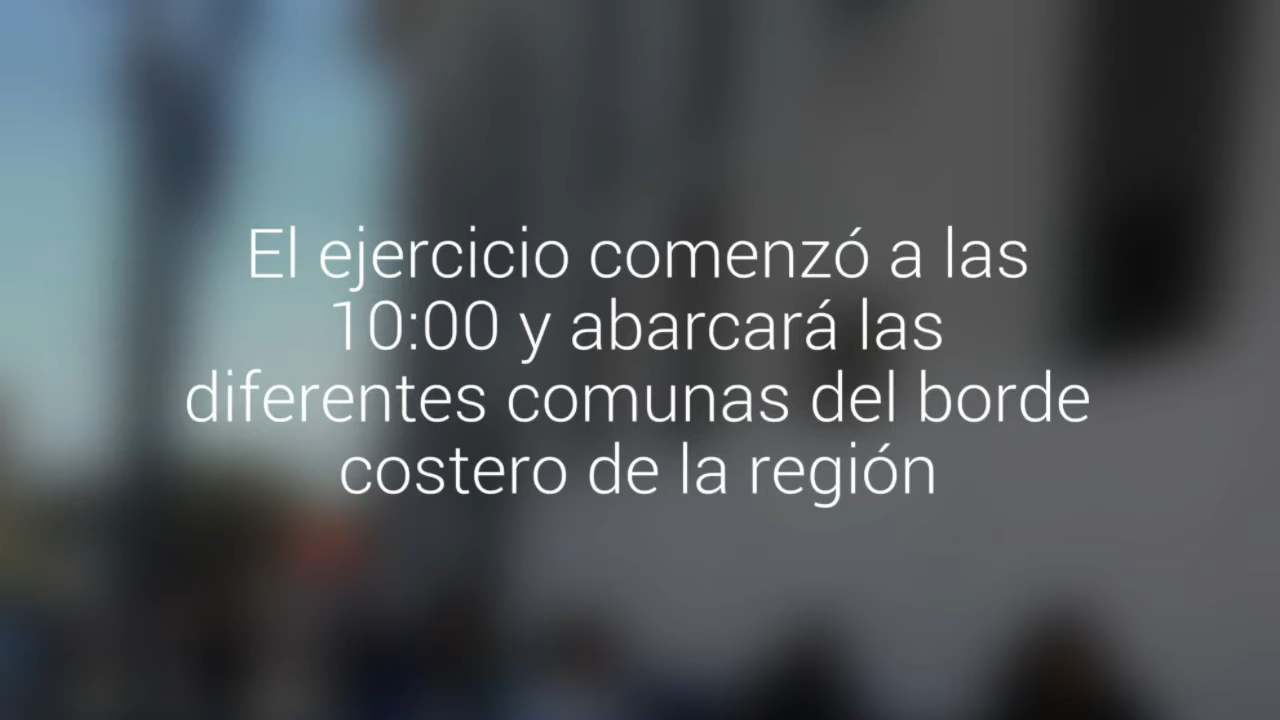 El ejercicio comenzó a las
10:00 y abarcará las
diferentes comunas del borde
costero de la región